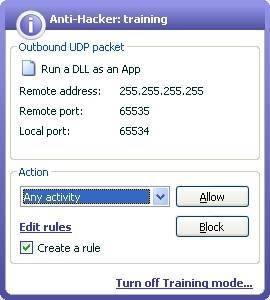 Anti-Hacker: training
Outbound UDP packet
Run a DLL as an App
Remote address: 255.255.255.255
Remote port: 65535
Local port: 65534
Action
Any activity
Allow
Edit rules
Block
Create a rule
Turn off Training mode...